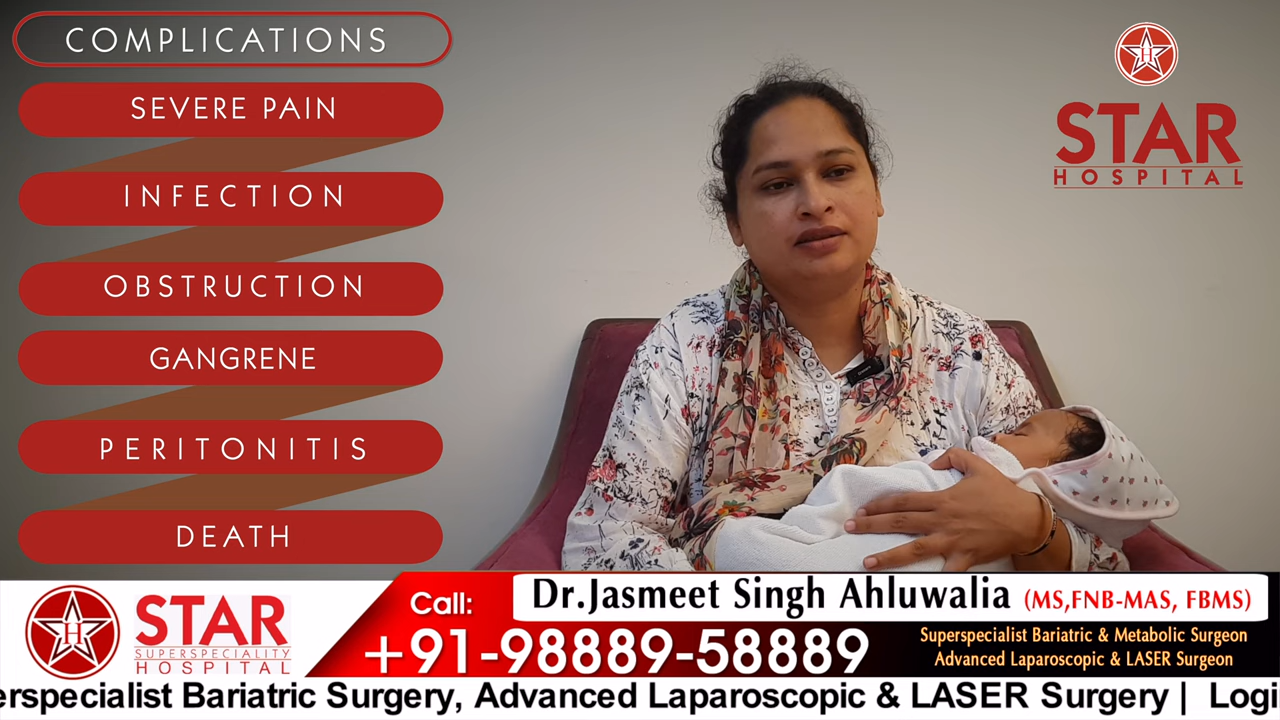 COMPLICATIONS
SEVERE PAIN
INFECTION
OBSTRUCTION
GANGRENE
PERITONITIS
DEATH
H
STAR
HOSPITAL
H
STAR
SUPERSPECIALITY
HOSPITAL
Call:
+91-98889-58889
Dr.Jasmeet Singh Ahluwalia (MS,FNB-MAS, FBMS)
Superspecialist Bariatric & Metabolic Surgeon
Advanced Laparoscopic & LASER Surgeon
erspecialist Bariatric Surgery, Advanced Laparoscopic & LASER Surgery | Logi